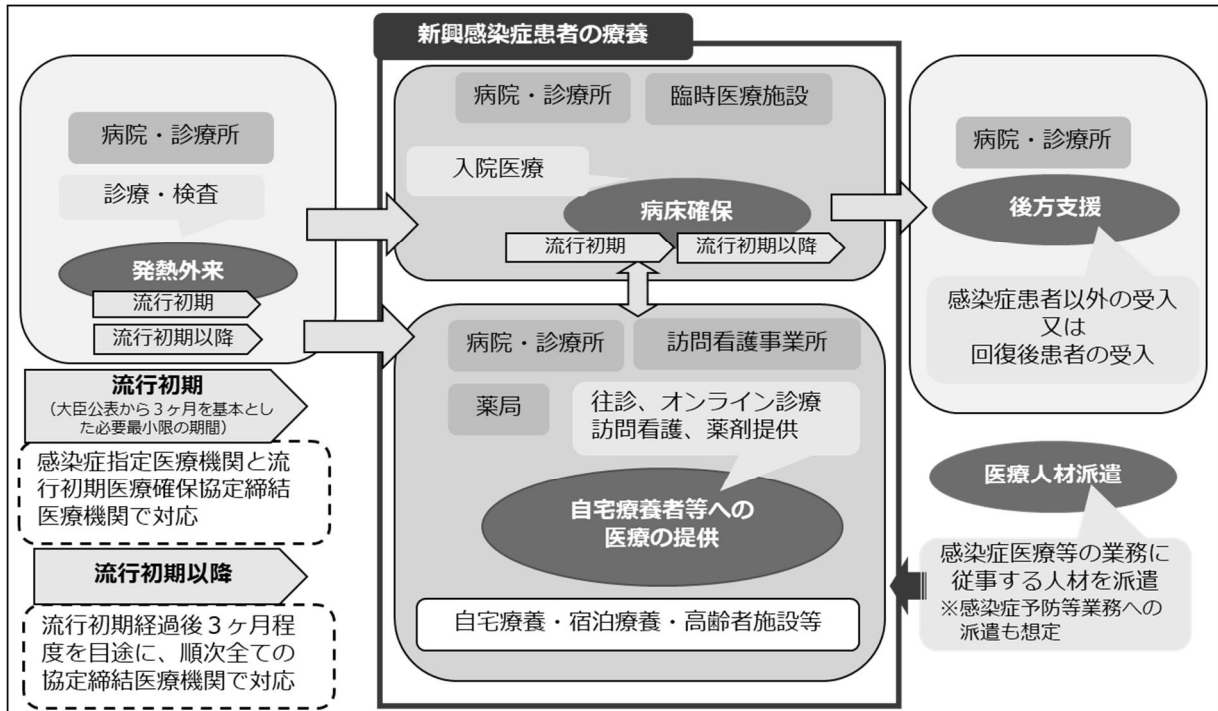 新興感染症患者の療養
病院・診療所
診療・検査
発熱外来
流行初期
流行初期以降
流行初期
（大臣公表から３ヶ月を基本とし
た必要最小限の期間）
感染症指定医療機関と流
行初期医療確保協定締結
医療機関で対応
流行初期以降
流行初期経過後３ヶ月程
度を目途に、順次全ての
協定締結医療機関で対応
病院・診療所
臨時医療施設
入院医療
病床確保
流行初期
流行初期以降
病院・診療所
訪問看護事業所
薬局
往診、オンライン診療
訪問看護、薬剤提供
自宅療養者等への
医療の提供
自宅療養・宿泊療養・高齢者施設等
病院・診療所
後方支援
感染症患者以外の受入
又は
回復後患者の受入
医療人材派遣
感染症医療等の業務に
従事する人材を派遣
※感染症予防等業務への
派遣も想定